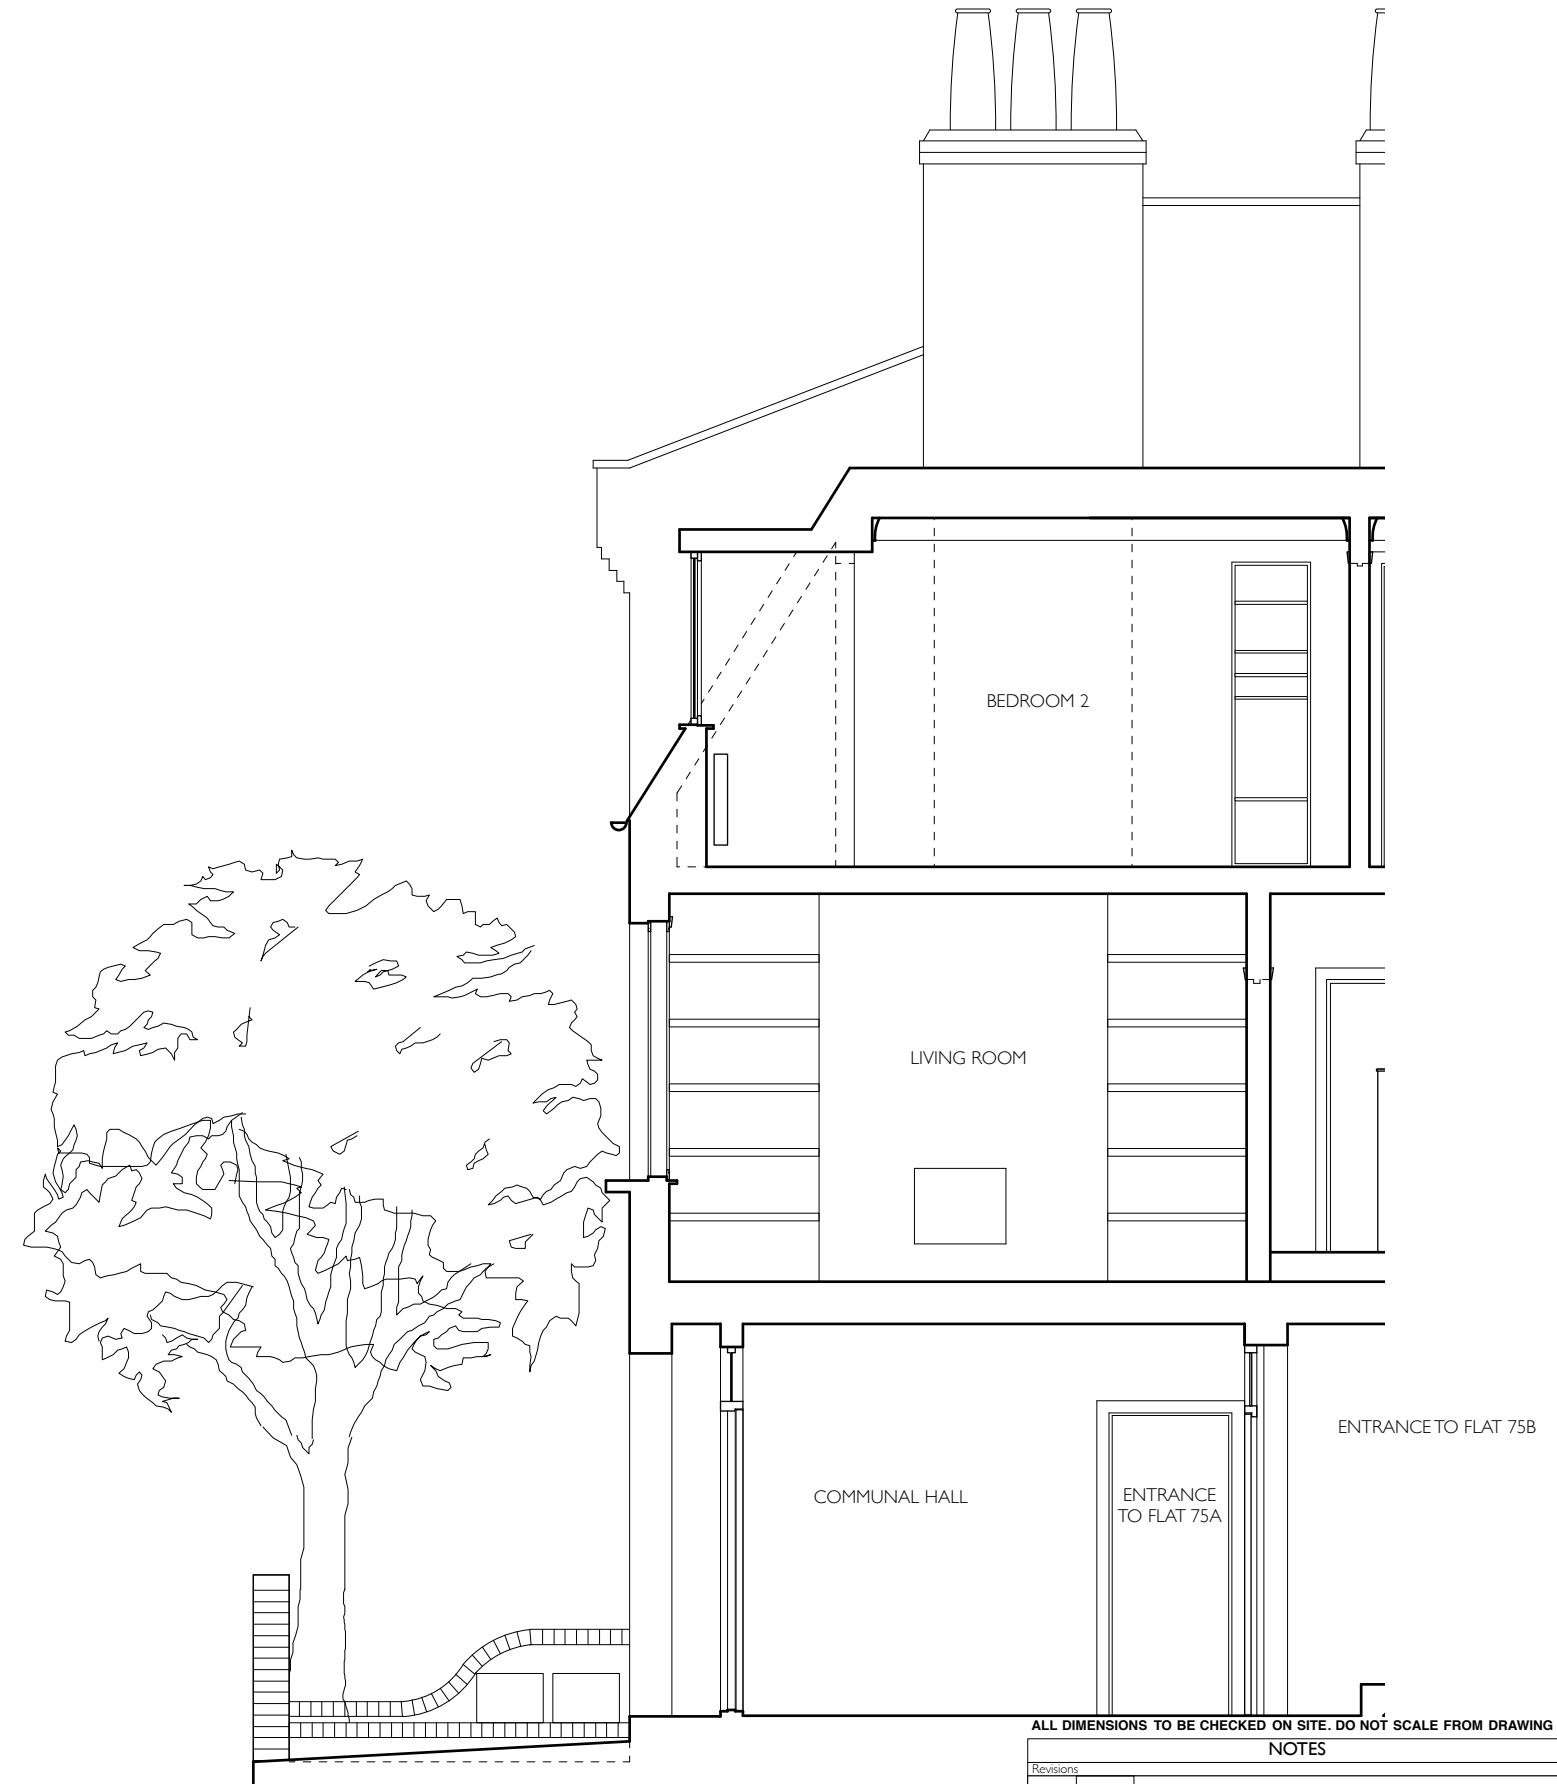 BEDROOM 2
LIVING ROOM
ENTRANCE TO FLAT 75B
COMMUNAL HALL
ENTRANCE
TO FLAT 75A
ALL DIMENSIONS TO BE CHECKED ON SITE. DO NOT SCALE FROM DRAWING
NOTES
Revisions